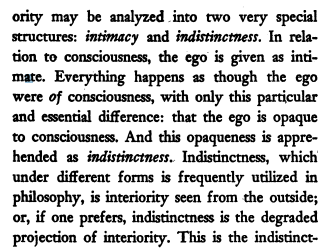 ority may be analyzed into two very special
structures: intimacy and indistinctness. In rela-
tion to consciousness, the ego is given as inti-
mate. Everything happens as though the ego
were of consciousness, with only this particular
and essential difference: that the ego is opaque
to consciousness. And this opaqueness is appre-
hended as indistinctness. Indistinctness, which
under different forms is frequently utilized in
philosophy, is interiority seen from the outside;
or, if one prefers, indistinctness is the degraded
projection of interiority. This is the indistinct-